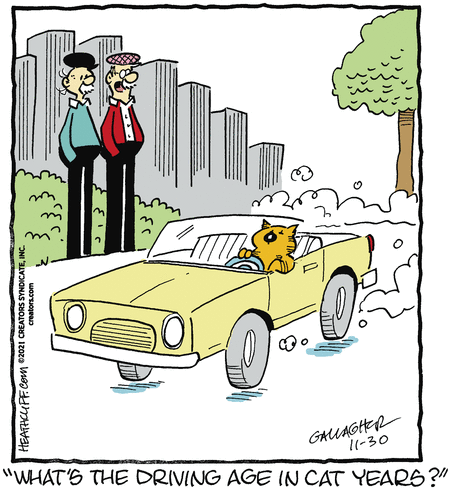 ©2021 CREATORS SYNDICATE, INC.
creators.com
HEATHCLIFF.COM
GALLAGHER
11-30
"WHAT'S THE DRIVING AGE IN CAT YEARS?"